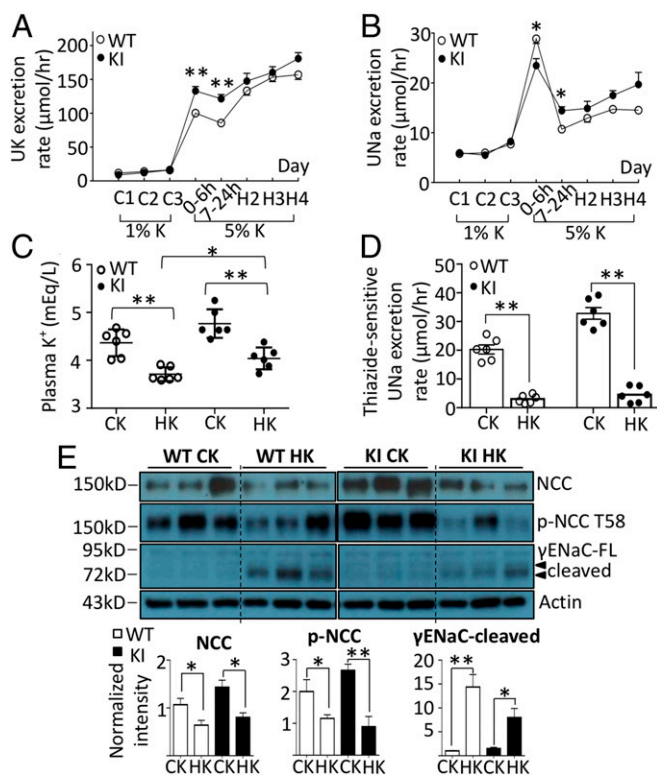 A
WT
KI
UK excretion
rate (μmol/hr)
200
150
100
50
0
**
**
Day
C1 C2 C3 0-6h 7-24h H2 H3 H4
1% K
5% K
B
WT
KI
UNa excretion
rate (μmol/hr)
30
20
10
0
*
*
Day
C1 C2 C3 0-6h 7-24h H2 H3 H4
1% K
5% K
C
WT
KI
Plasma K+ (mEq/L)
6
5
4
3
**
*
**
CK HK CK HK
D
WT
KI
Thiazide-sensitive
UNa excretion
rate (μmol/hr)
50
40
30
20
10
0
**
**
CK HK CK HK
E
WT CK WT HK KI CK KI HK
150kD NCC
150kD p-NCC T58
95kD γENaC-FL
72kD cleaved
43kD Actin
WT
KI
Normalized
intensity
NCC
2
1
* *
CK HK CK HK
p-NCC
3
2
1
* **
CK HK CK HK
γENaC-cleaved
20
15
10
5
** *
CK HK CK HK